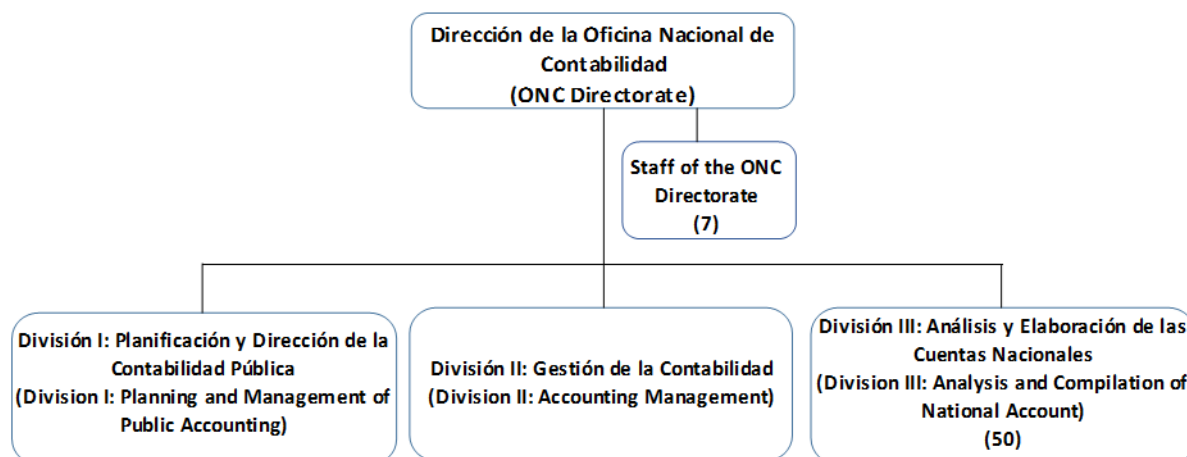 Dirección de la Oficina Nacional de
Contabilidad
(ONC Directorate)
Staff of the ONC
Directorate
(7)
División I: Planificación y Dirección de la
Contabilidad Pública
(Division I: Planning and Management of
Public Accounting)
División II: Gestión de la Contabilidad
(Division II: Accounting Management)
División III: Análisis y Elaboración de las
Cuentas Nacionales
(Division III: Analysis and Compilation of
National Account)
(50)